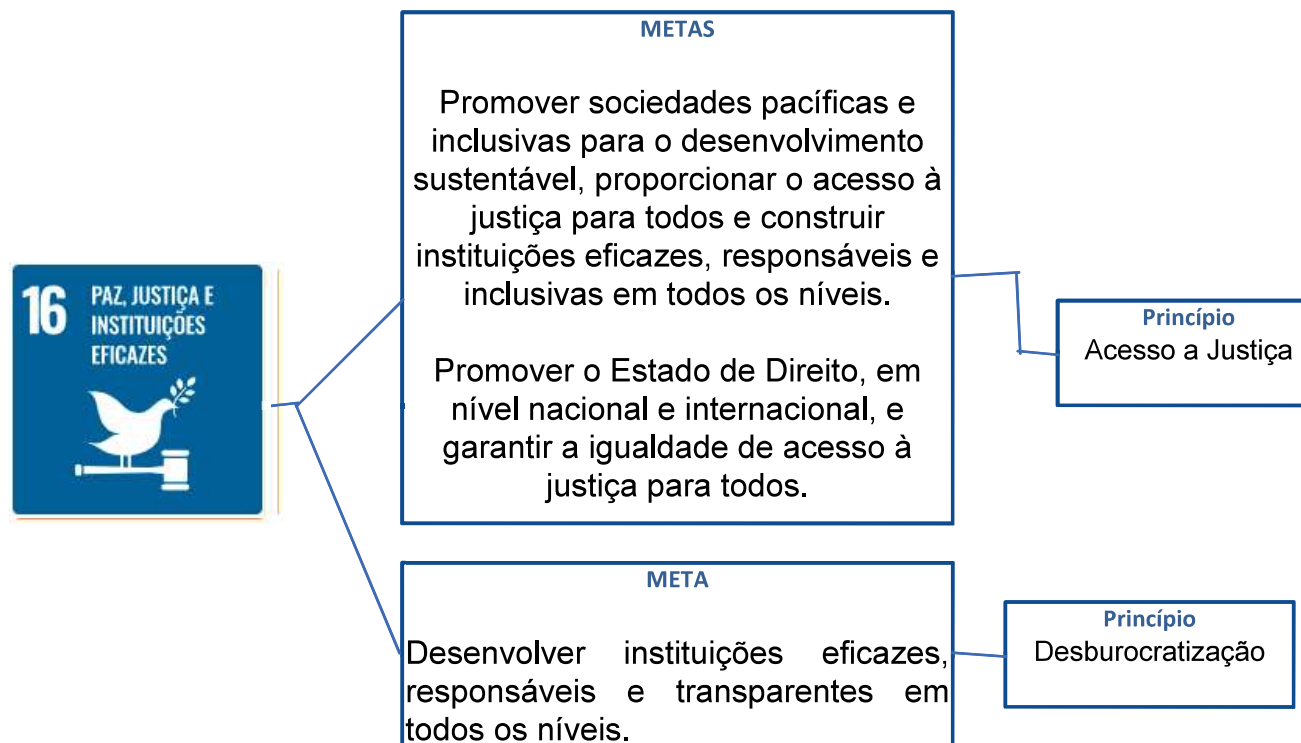 METAS
Promover sociedades pacíficas e
inclusivas para o desenvolvimento
sustentável, proporcionar o acesso à
justiça para todos e construir
instituições eficazes, responsáveis e
inclusivas em todos os níveis.
Promover o Estado de Direito, em
nível nacional e internacional, e
garantir a igualdade de acesso à
justiça para todos.
16 PAZ, JUSTIÇA E
INSTITUIÇÕES
EFICAZES
Princípio
Acesso a Justiça
META
Desenvolver instituições eficazes,
responsáveis e transparentes em
todos os níveis.
Princípio
Desburocratização